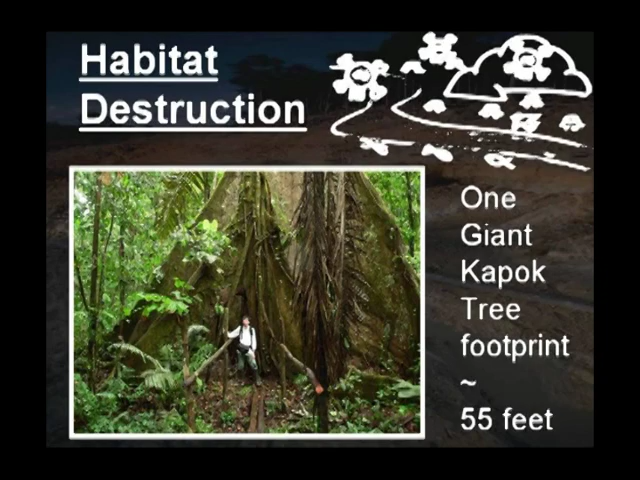 Habitat
Destruction
One
Giant
Kapok
Tree
footprint
~
55 feet